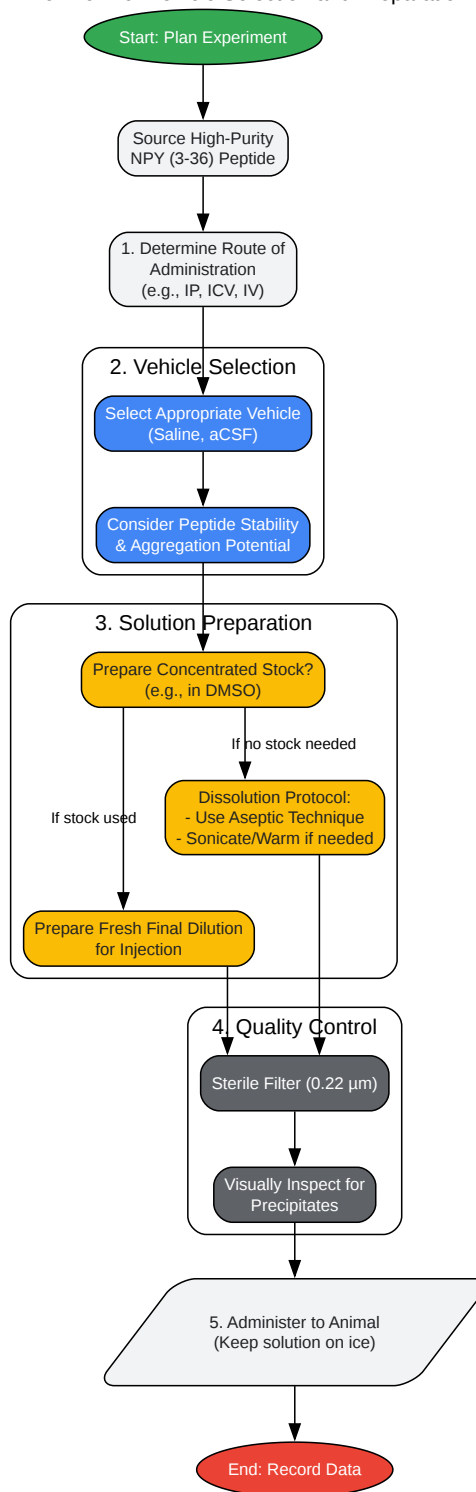 Start: Plan Experiment
Source High-Purity
NPY (3-36) Peptide
1. Determine Route of
Administration
(e.g., IP, ICV, IV)
2. Vehicle Selection
Select Appropriate Vehicle
(Saline, aCSF)
Consider Peptide Stability
& Aggregation Potential
3. Solution Preparation
Prepare Concentrated Stock?
(e.g., in DMSO)
If no stock needed
Dissolution Protocol:
- Use Aseptic Technique
- Sonicate/Warm if needed
If stock used
Prepare Fresh Final Dilution
for Injection
4. Quality Control
Sterile Filter (0.22 µm)
Visually Inspect for
Precipitates
5. Administer to Animal
(Keep solution on ice)
End: Record Data